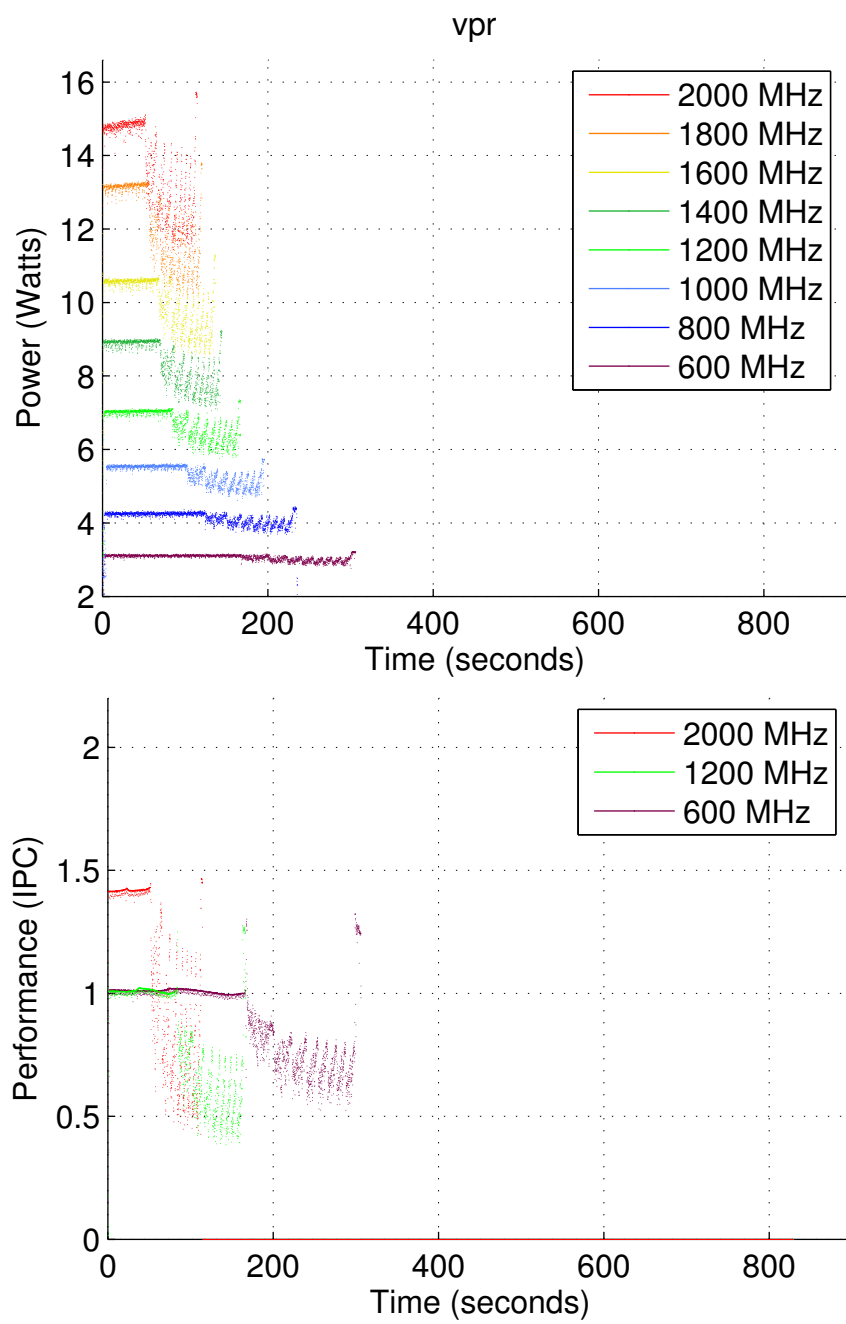 vpr
Power (Watts)
16
14
12
10
8
6
4
2
2000 MHz
1800 MHz
1600 MHz
1400 MHz
1200 MHz
1000 MHz
800 MHz
600 MHz
0 200 400 600 800
Time (seconds)
Performance (IPC)
2
1.5
1
0.5
0
2000 MHz
1200 MHz
600 MHz
0 200 400 600 800
Time (seconds)